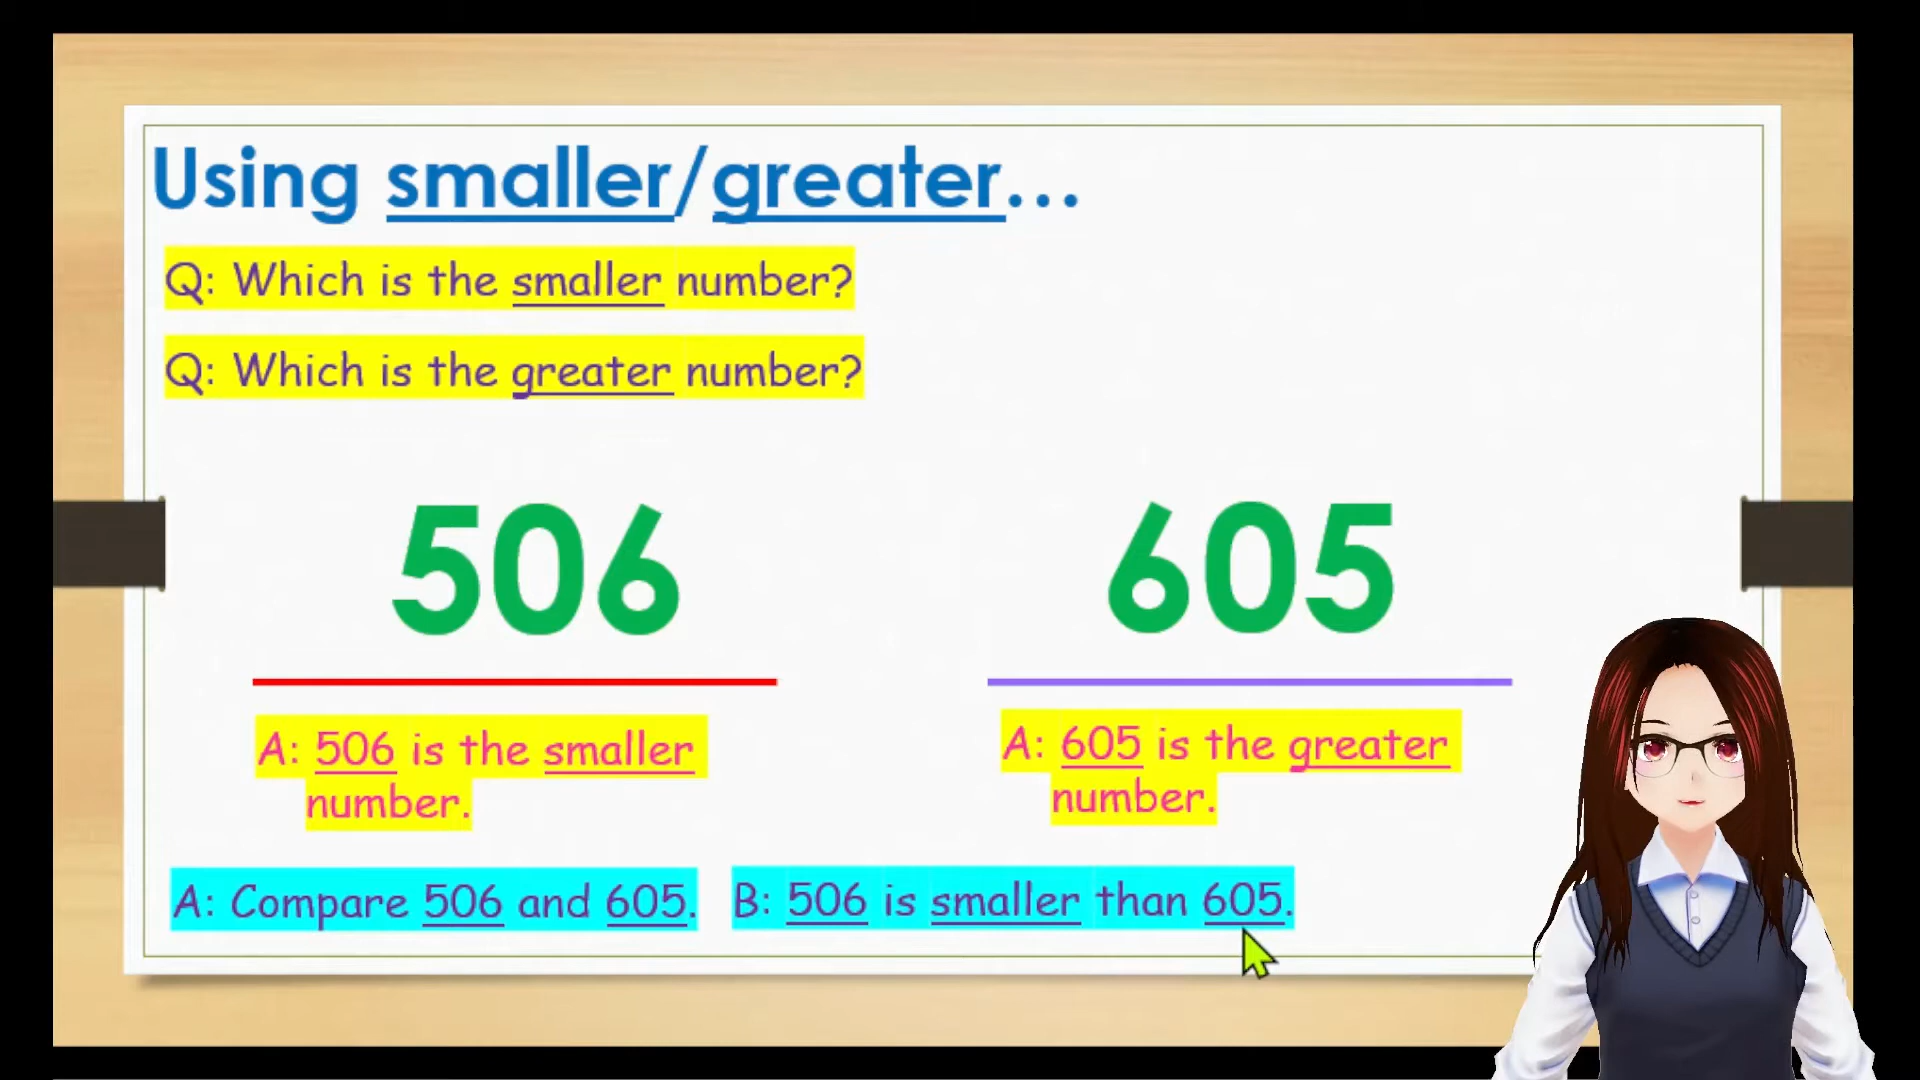 Using smaller/greater...
Q: Which is the smaller number?
Q: Which is the greater number?
506
605
A: 506 is the smaller
number.
A: 605 is the greater
number.
A: Compare 506 and 605.
B: 506 is smaller than 605.